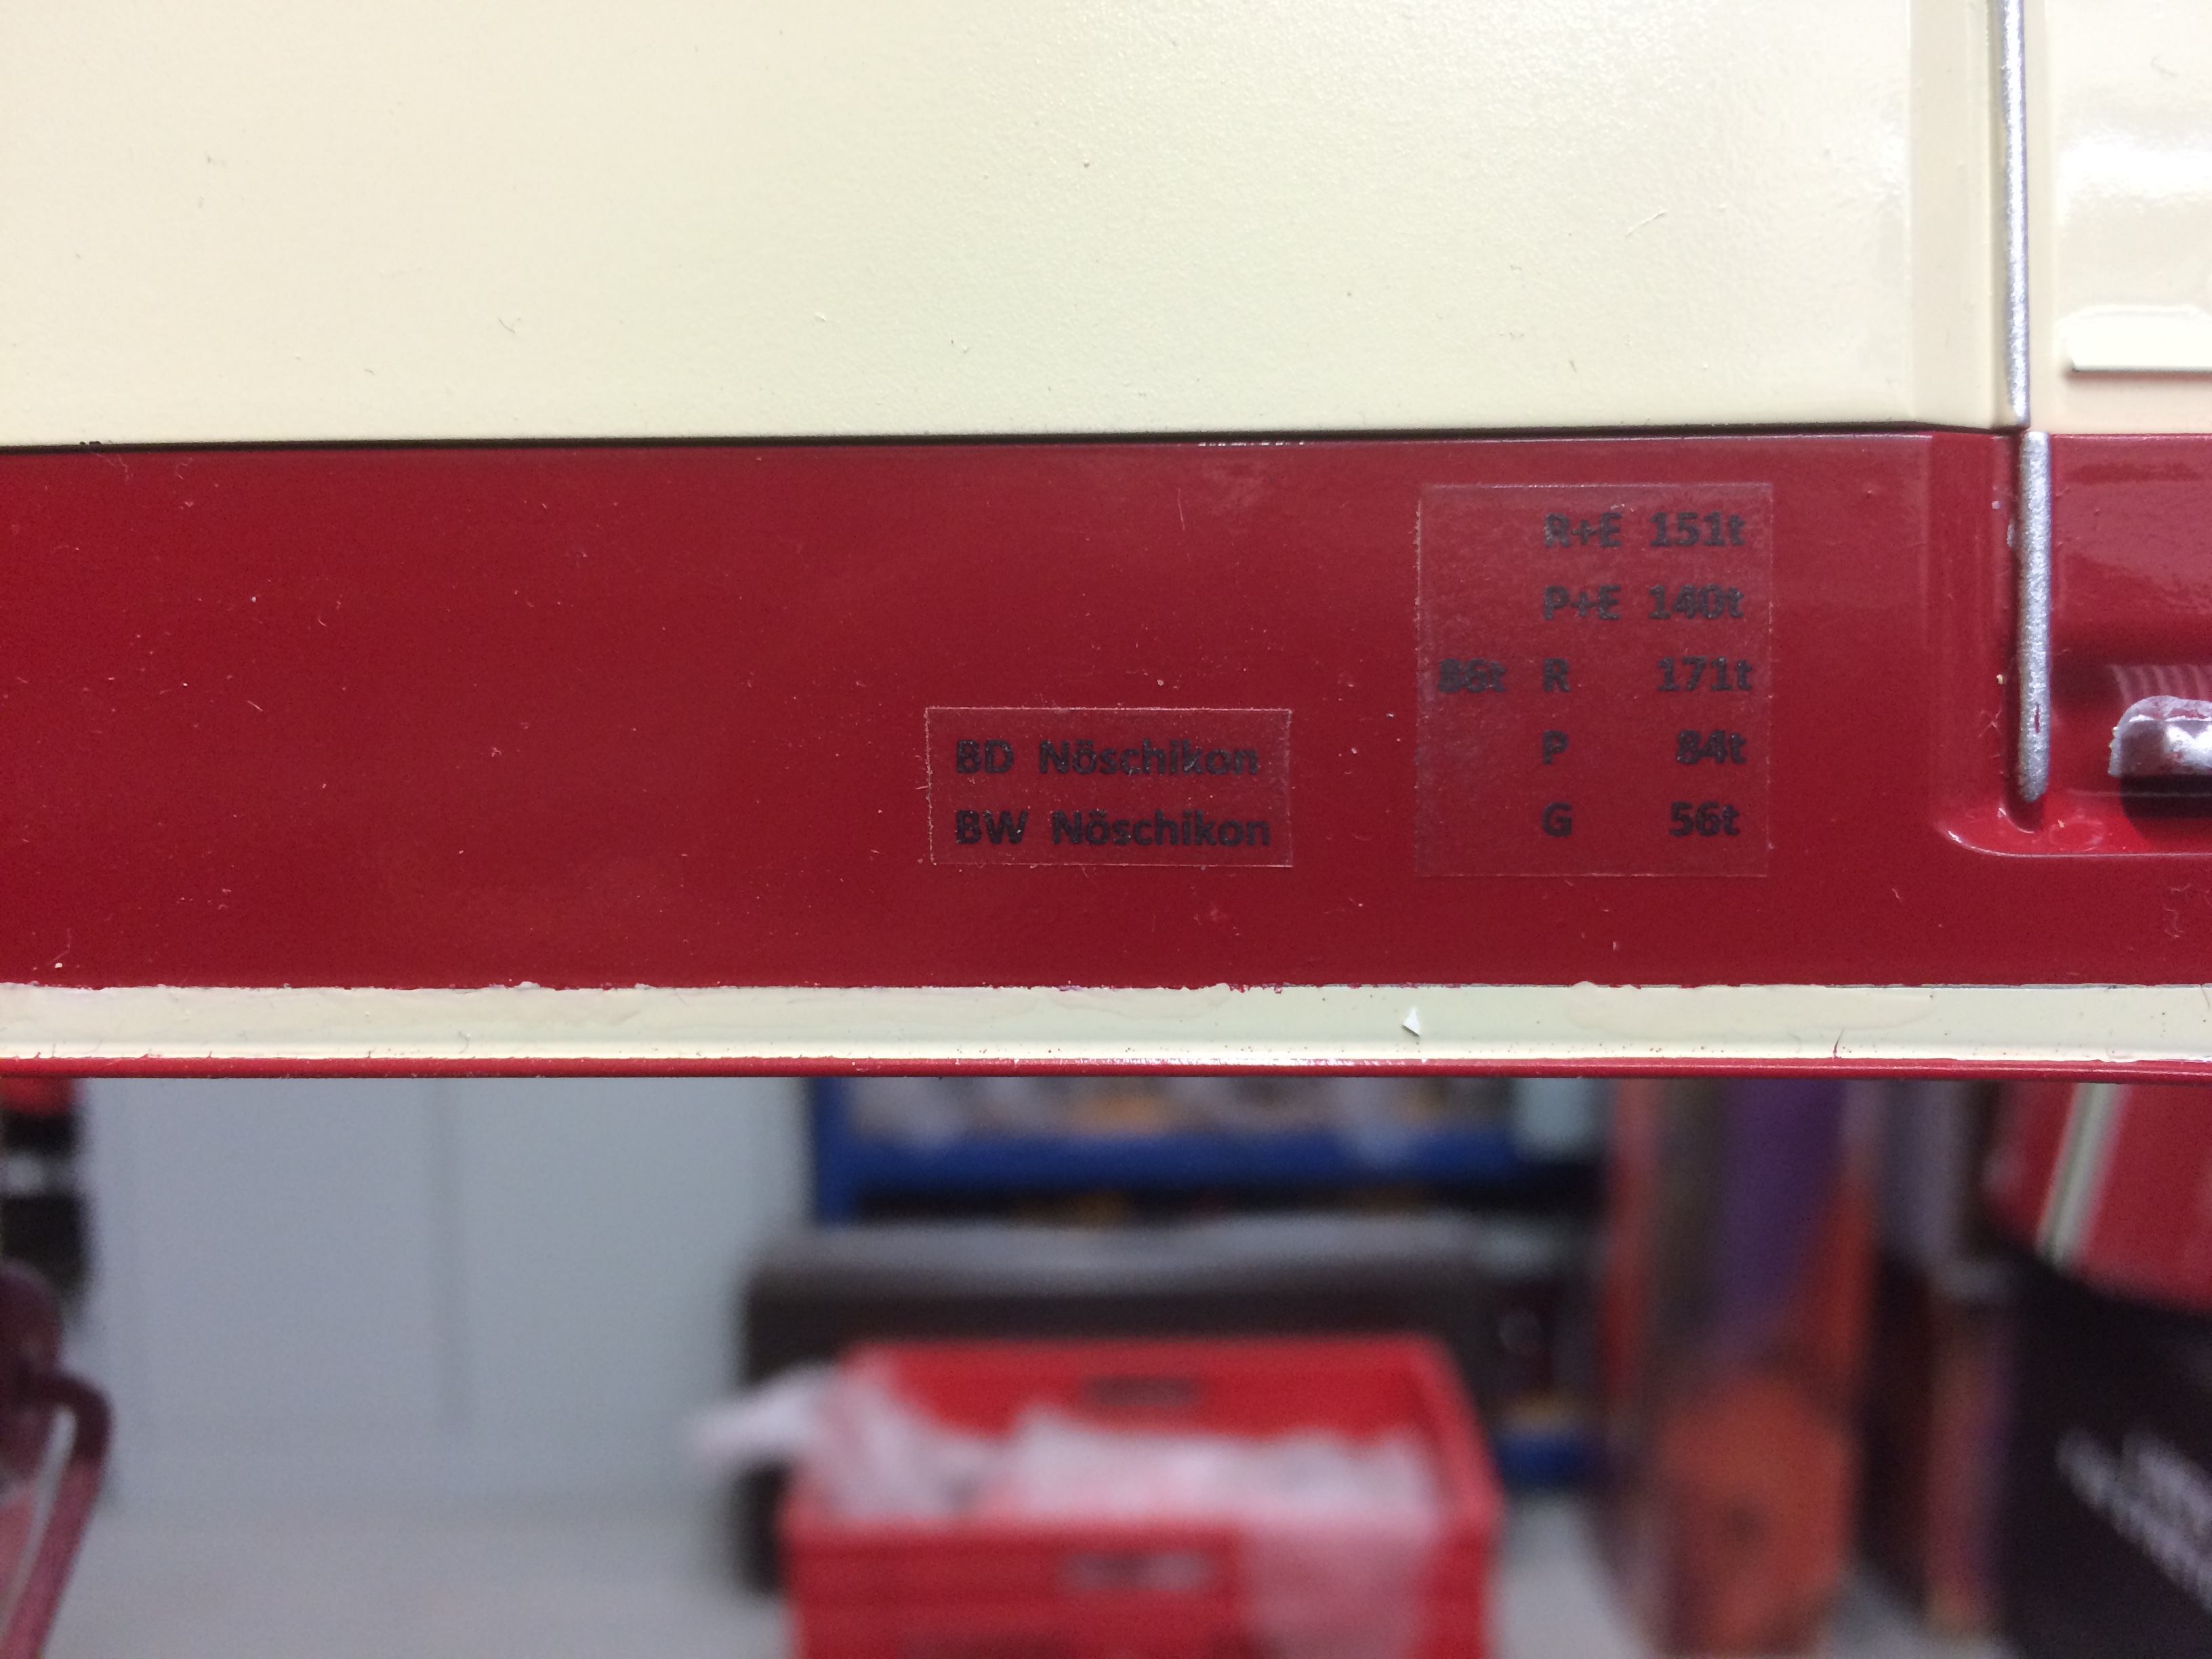 R+E 151t
P+E 140t
86t R 171t
P 84t
G 56t
BD Nöschikon
BW Nöschikon